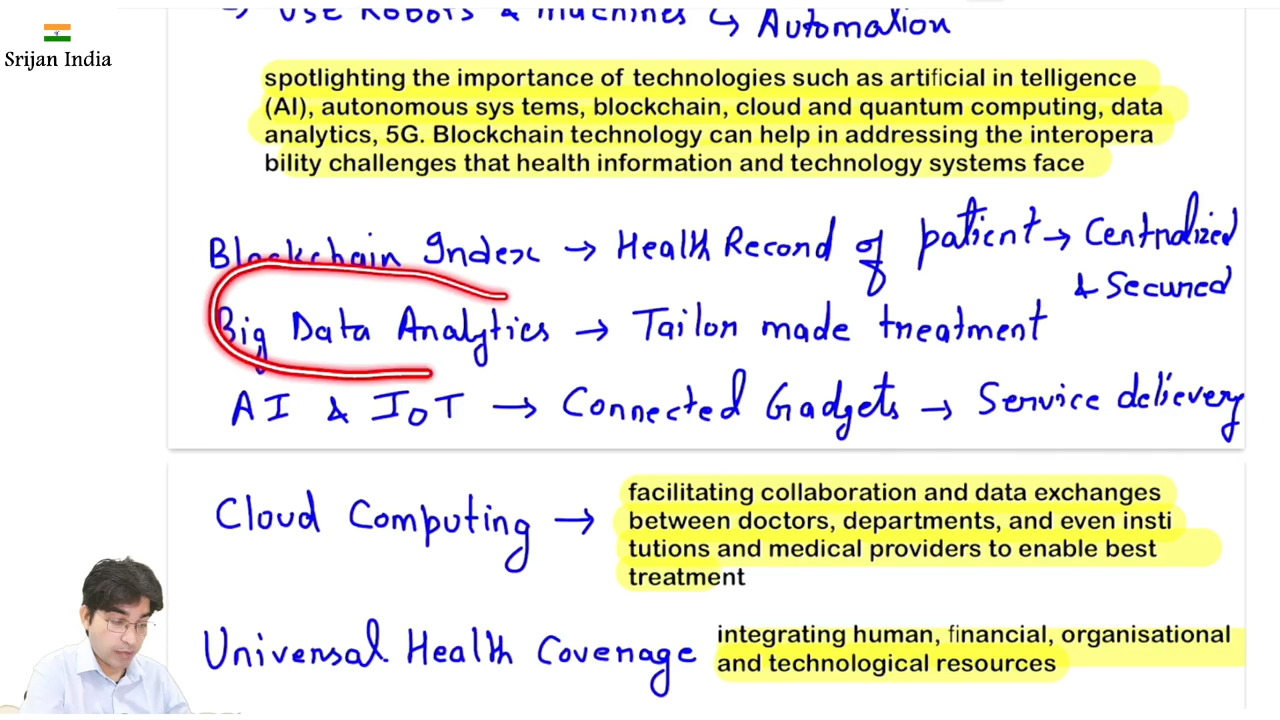 Srijan India
Use Robots & Machines ↳ Automation
spotlighting the importance of technologies such as artificial in telligence
(AI), autonomous sys tems, blockchain, cloud and quantum computing, data
analytics, 5G. Blockchain technology can help in addressing the interopera
bility challenges that health information and technology systems face
Blockchain Index → Health Record of patient → Centralized
& Secured
Big Data Analytics → Tailor made treatment
AI & IoT → Connected Gadgets → Service delievery
Cloud Computing →
facilitating collaboration and data exchanges
between doctors, departments, and even insti
tutions and medical providers to enable best
treatment
Universal Health Coverage
integrating human, financial, organisational
and technological resources